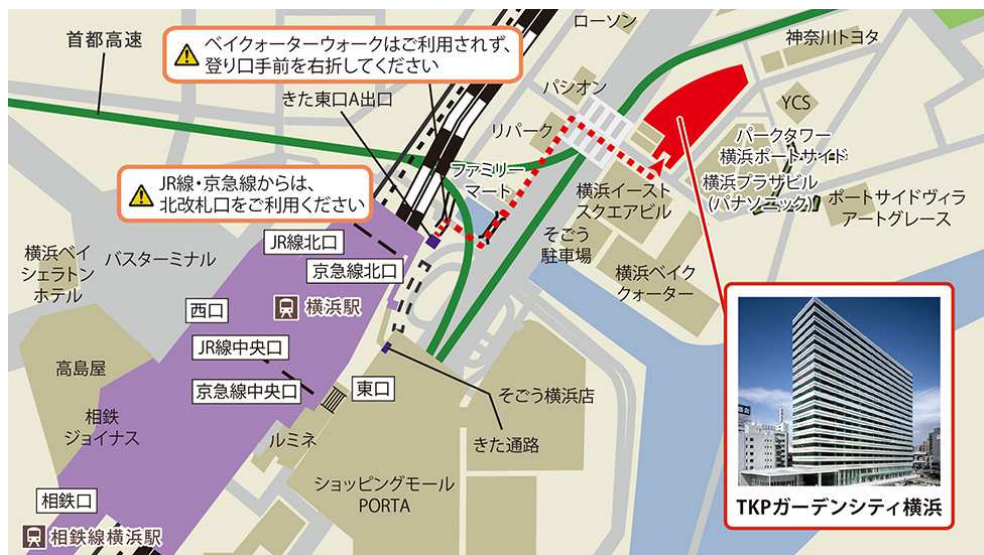 首都高速
ベイクォーターウォークはご利用されず、
登り口手前を右折してください
ローソン
神奈川トヨタ
きた東口A出口
パシオン
リパーク
YCS
パークタワー
横浜ポートサイド
ファミリー
マート
JR線・京急線からは、
北改札口をご利用ください
横浜イースト
スクエアビル
横浜プラザビル
(パナソニック)
ポートサイドヴィラ
アートグレース
JR線北口
京急線北口
そごう
駐車場
横浜ベイ
シェラトン
ホテル
バスターミナル
横浜ベイク
ォーター
西口
横浜駅
JR線中央口
京急線中央口
東口
高島屋
そごう横浜店
相鉄
ジョイナス
ルミネ
きた通路
ショッピングモール
PORTA
相鉄口
相鉄線横浜駅
TKPガーデンシティ横浜